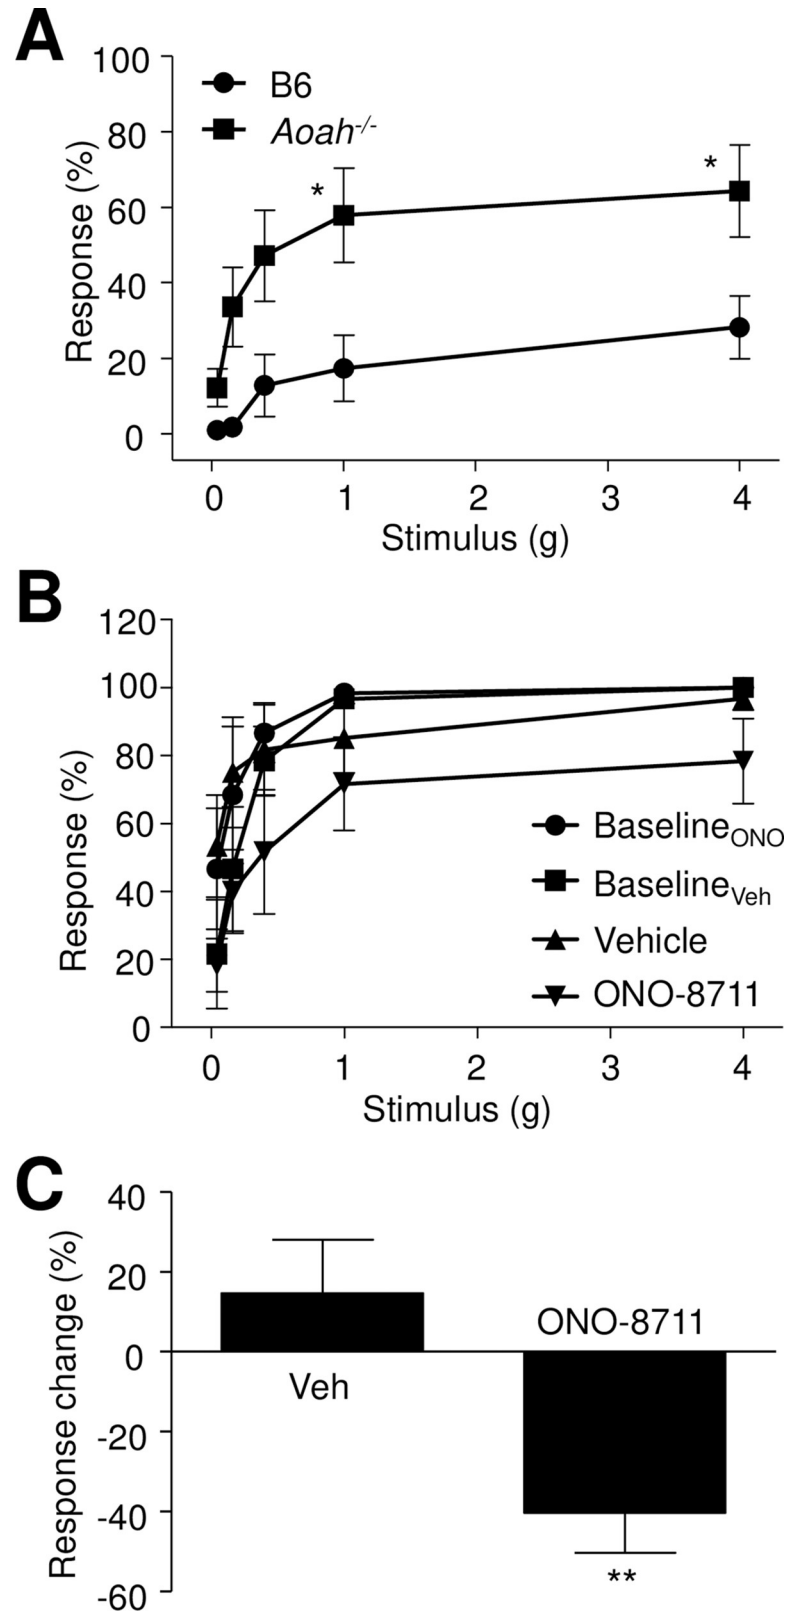 A
100
80
60
40
20
0
Response (%)
B6
Aoah-/-
*
*
0 1 2 3 4
Stimulus (g)
B
120
100
80
60
40
20
0
Response (%)
BaselineONO
BaselineVeh
Vehicle
ONO-8711
0 1 2 3 4
Stimulus (g)
C
40
20
0
-20
-40
-60
Response change (%)
ONO-8711
Veh
**